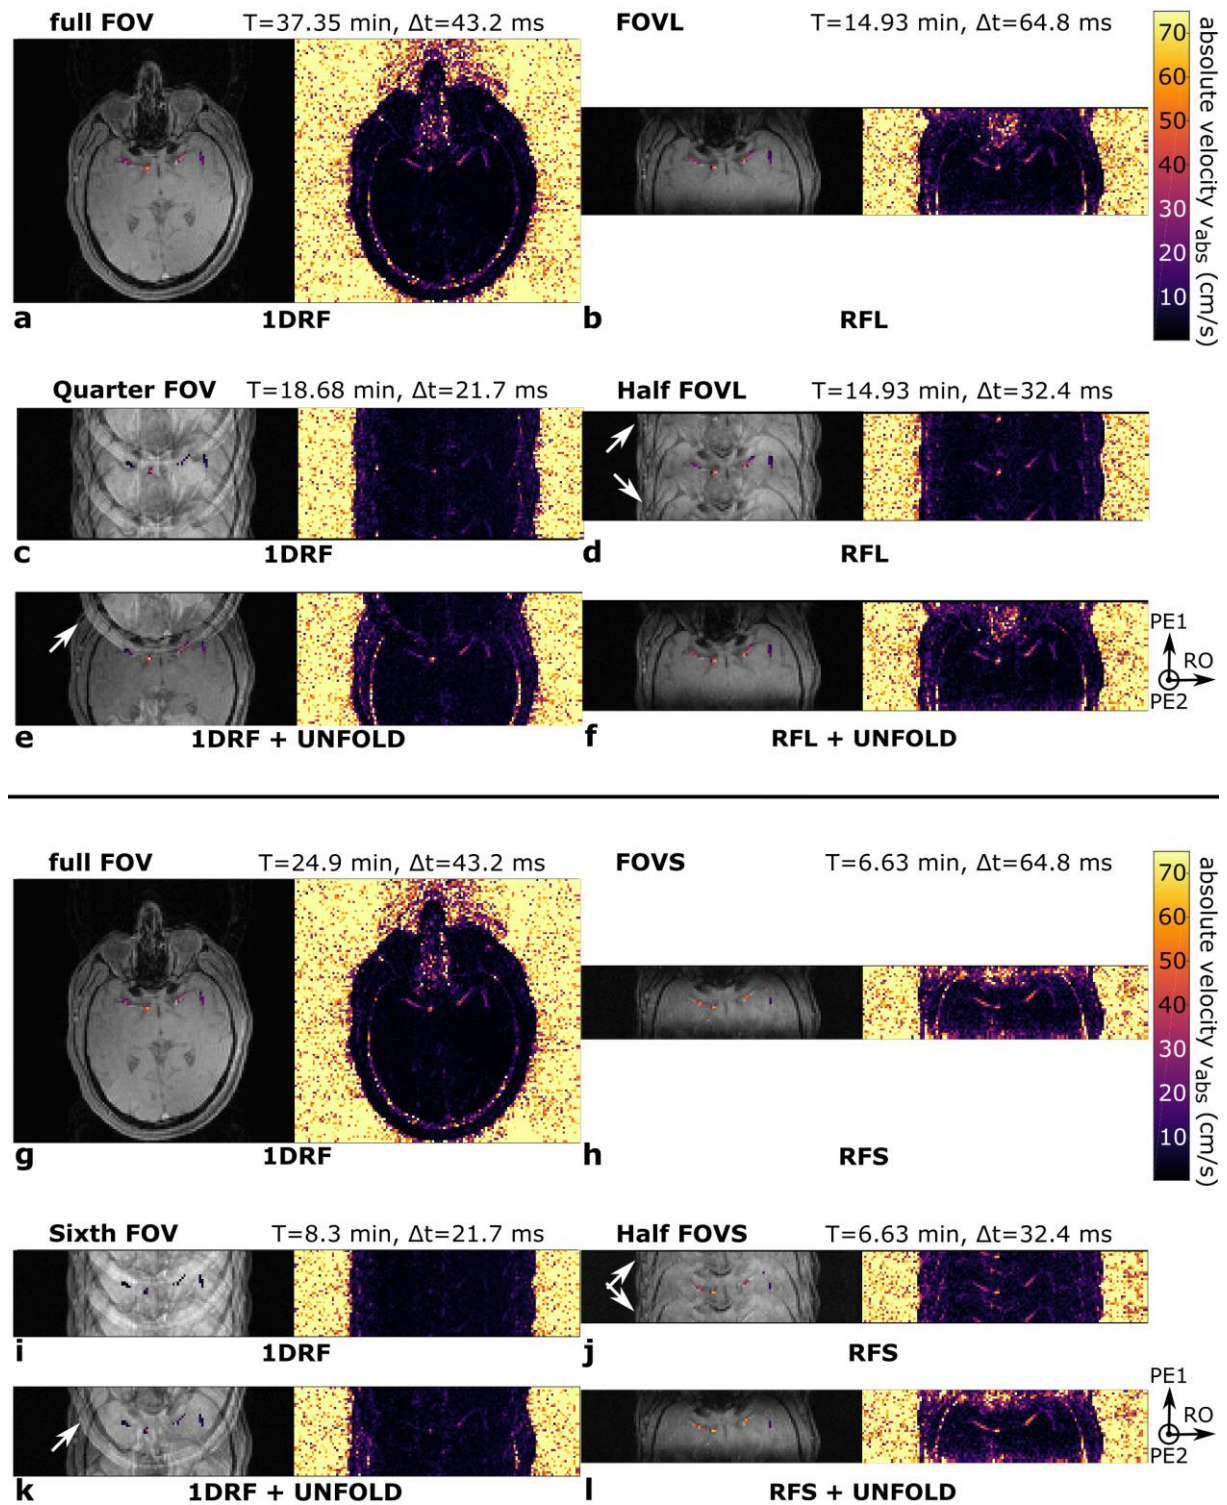 full FOV T=37.35 min, Δt=43.2 ms FOVL T=14.93 min, Δt=64.8 ms
70
60
50
40
30
20
10
absolute velocity vabs (cm/s)
a 1DRF b RFL
Quarter FOV T=18.68 min, Δt=21.7 ms Half FOVL T=14.93 min, Δt=32.4 ms
c 1DRF d RFL
PE1
RO
PE2
e 1DRF + UNFOLD f RFL + UNFOLD
full FOV T=24.9 min, Δt=43.2 ms FOVS T=6.63 min, Δt=64.8 ms
70
60
50
40
30
20
10
absolute velocity vabs (cm/s)
g 1DRF h RFS
Sixth FOV T=8.3 min, Δt=21.7 ms Half FOVS T=6.63 min, Δt=32.4 ms
i 1DRF j RFS
PE1
RO
PE2
k 1DRF + UNFOLD l RFS + UNFOLD